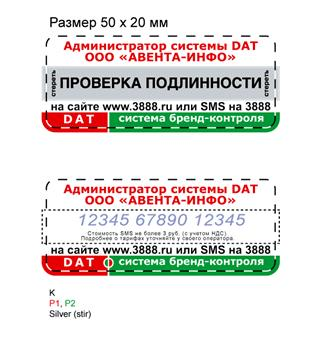 Размер 50 x 20 мм
Администратор системы DAT
ООО «АВЕНТА-ИНФО»
стереть ПРОВЕРКА ПОДЛИННОСТИ стереть
на сайте www.3888.ru или SMS на 3888
DAT система бренд-контроля
Администратор системы DAT
ООО «АВЕНТА-ИНФО»
12345 67890 12345
Стоимость SMS не более 3 руб. (с учетом НДС)
Подробнее о тарифах уточняйте у своего оператора.
на сайте www.3888.ru или SMS на 3888
DAT система бренд-контроля
K
P1, P2
Silver (stir)